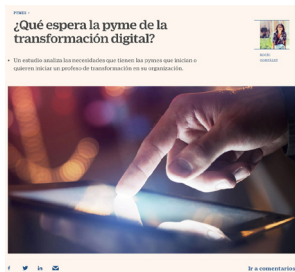 PYMES
¿Qué espera la pyme de la
transformación digital?
Un estudio analiza las necesidades que tienen las pymes que inician o
quieren iniciar un profeso de transformación en su organización.
Ir a comentarios